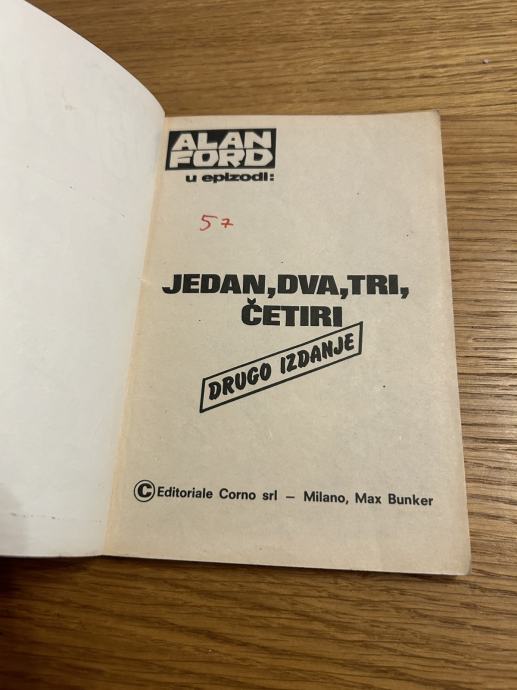 ALAN
FORD
u epizodi:
57
JEDAN,DVA,TRI,
ČETIRI
DRUGO IZDANJE
© Editoriale Corno srl – Milano, Max Bunker